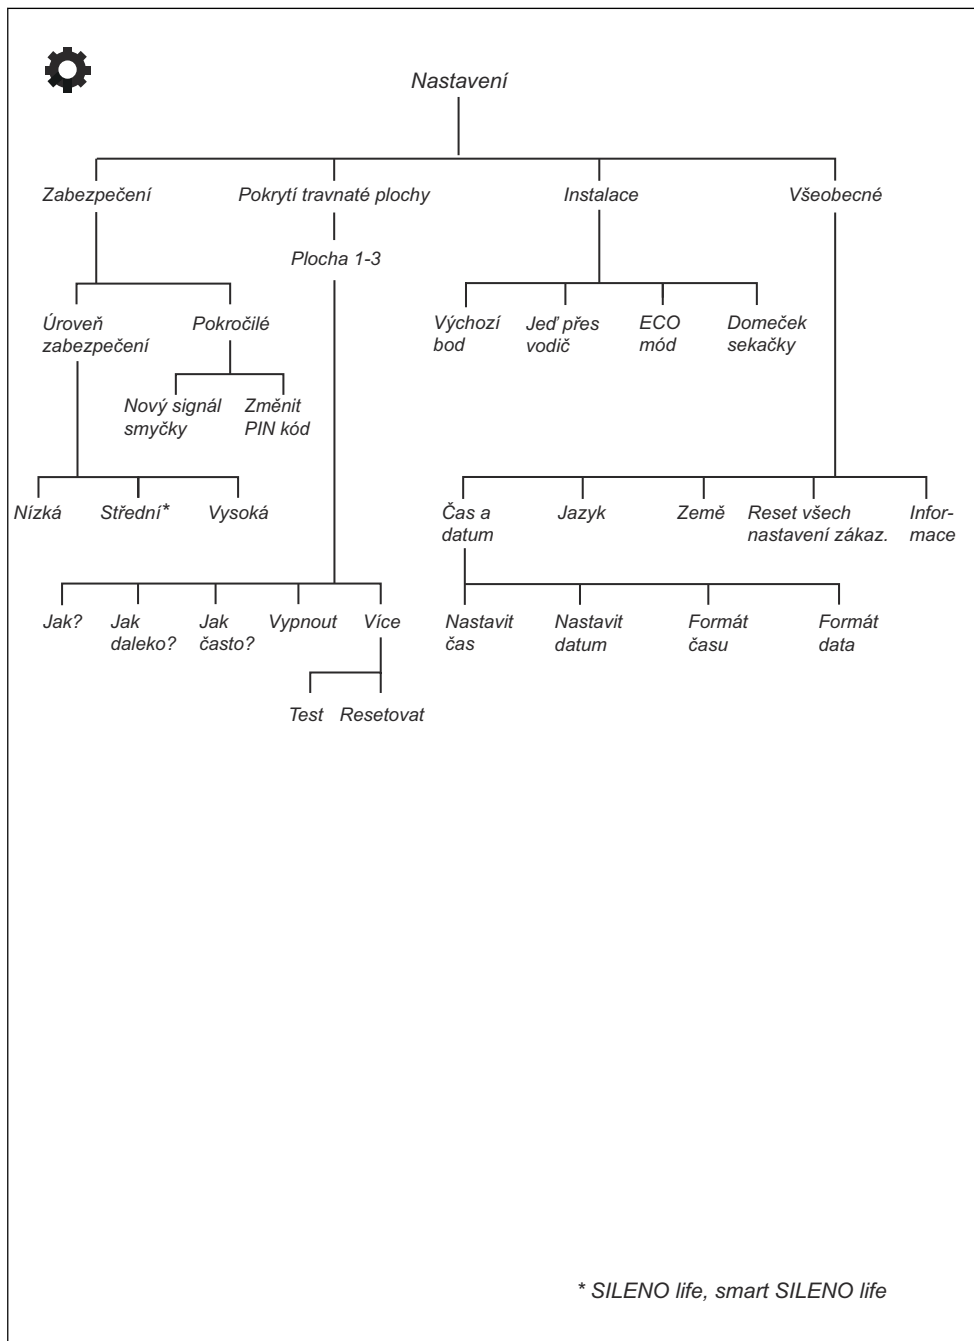 Nastavení
Zabezpečení
Pokrytí travnaté plochy
Instalace
Všeobecné
Plocha 1-3
Úroveň
zabezpečení
Pokročilé
Výchozí
bod
Jeď přes
vodič
ECO
mód
Domeček
sekačky
Nový signál
smyčky
Změnit
PIN kód
Nízká
Střední*
Vysoká
Čas a
datum
Jazyk
Země
Reset všech
nastavení zákaz.
Infor-
mace
Jak?
Jak
daleko?
Jak
často?
Vypnout
Více
Nastavit
čas
Nastavit
datum
Formát
času
Formát
data
Test
Resetovat
* SILENO life, smart SILENO life